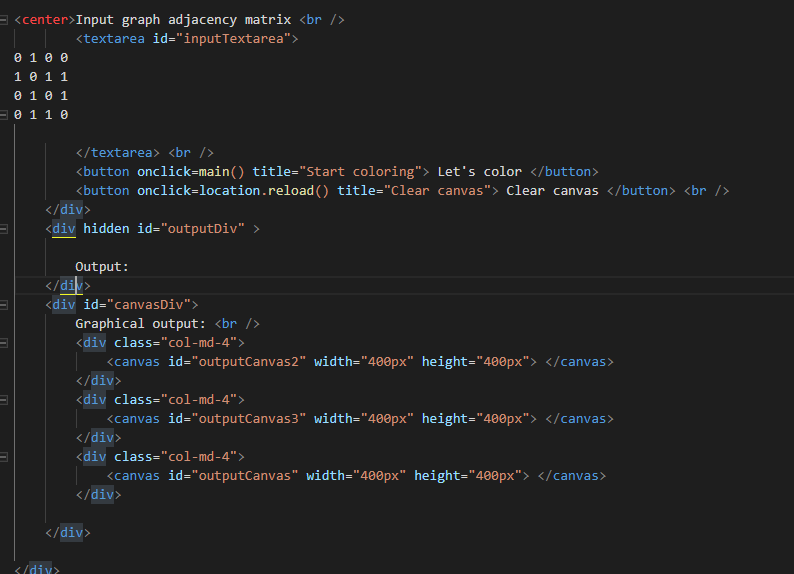 <center>Input graph adjacency matrix <br />
<textarea id="inputTextarea">
0 1 0 0
1 0 1 1
0 1 0 1
0 1 1 0
</textarea> <br />
<button onclick=main() title="Start coloring"> Let's color </button>
<button onclick=location.reload() title="Clear canvas"> Clear canvas </button> <br />
</div>
<div hidden id="outputDiv" >
Output:
</div>
<div id="canvasDiv">
Graphical output: <br />
<div class="col-md-4">
<canvas id="outputCanvas2" width="400px" height="400px"> </canvas>
</div>
<div class="col-md-4">
<canvas id="outputCanvas3" width="400px" height="400px"> </canvas>
</div>
<div class="col-md-4">
<canvas id="outputCanvas" width="400px" height="400px"> </canvas>
</div>
</div>
</div>